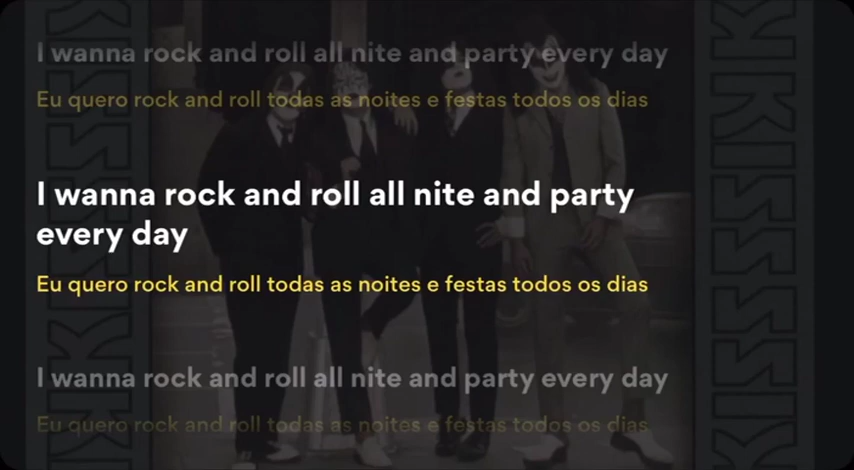 I wanna rock and roll all nite and party every day
Eu quero rock and roll todas as noites e festas todos os dias
I wanna rock and roll all nite and party
every day
Eu quero rock and roll todas as noites e festas todos os dias
I wanna rock and roll all nite and party every day
Eu quero rock and roll todas as noites e festas todos os dias
KISS
KISS